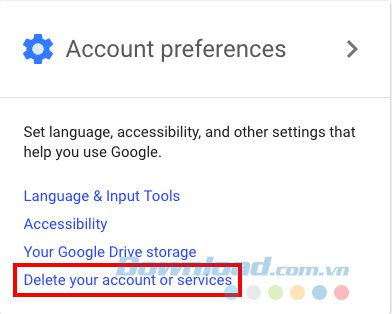 Account preferences
Set language, accessibility, and other settings that
help you use Google.
Language & Input Tools
Accessibility
Your Google Drive storage
Delete your account or services
Download.com.vn